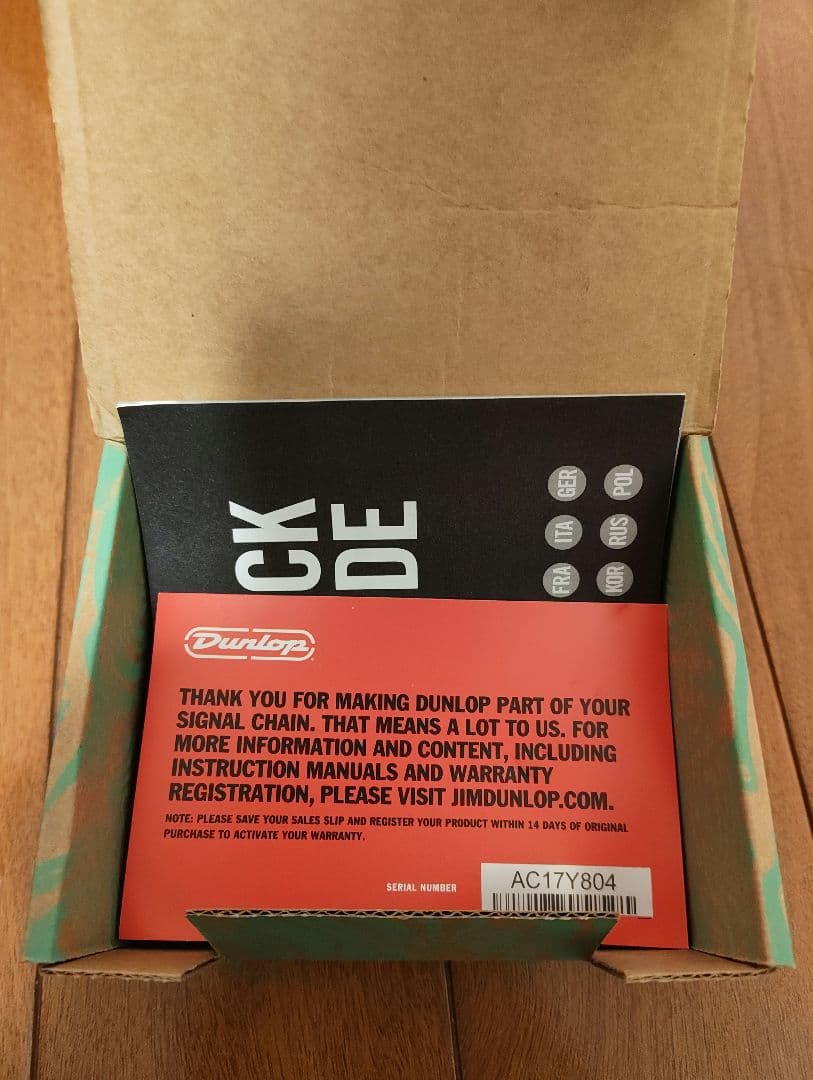 CK
DE
GER
POL
ITA
RUS
FRA
KOR
Dunlop
THANK YOU FOR MAKING DUNLOP PART OF YOUR
SIGNAL CHAIN. THAT MEANS A LOT TO US. FOR
MORE INFORMATION AND CONTENT, INCLUDING
INSTRUCTION MANUALS AND WARRANTY
REGISTRATION, PLEASE VISIT JIMDUNLOP.COM.
NOTE: PLEASE SAVE YOUR SALES SLIP AND REGISTER YOUR PRODUCT WITHIN 14 DAYS OF ORIGINAL
PURCHASE TO ACTIVATE YOUR WARRANTY.
SERIAL NUMBER
AC17Y804